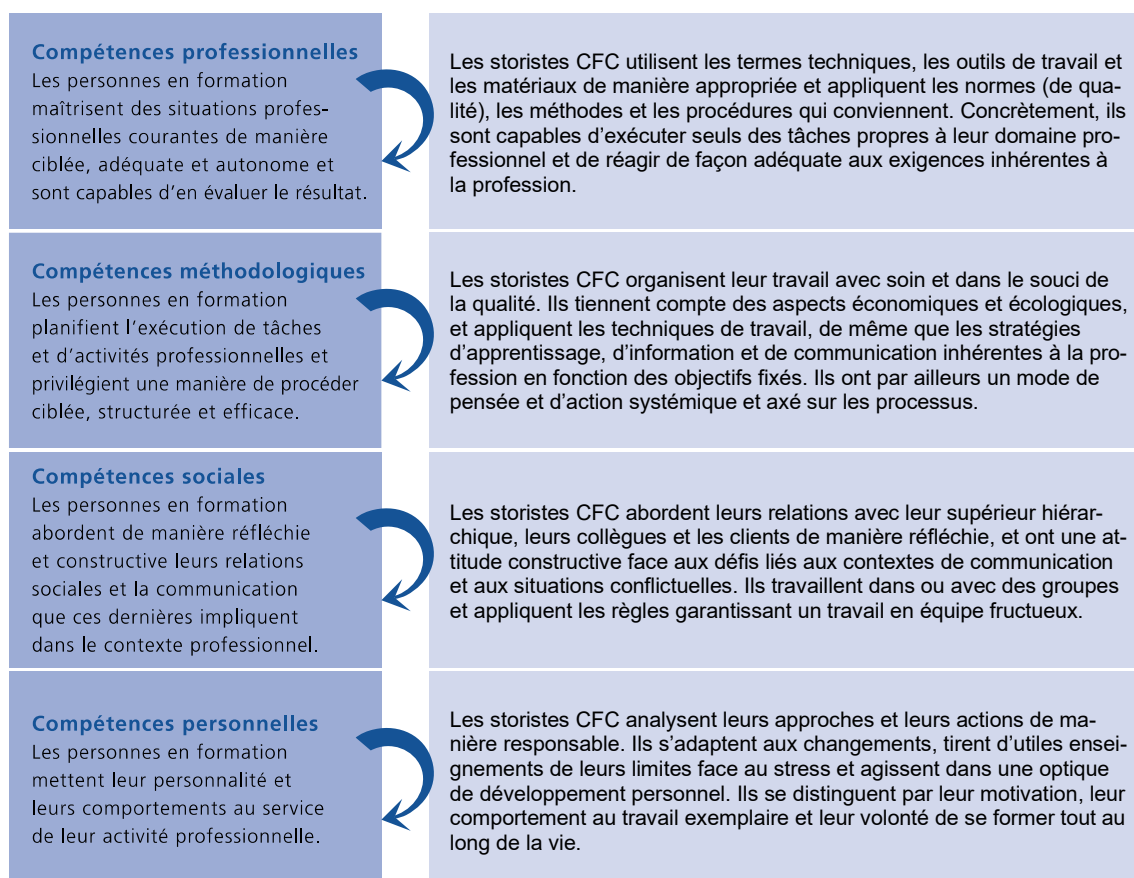 Compétences professionnelles
Les personnes en formation
maîtrisent des situations profes-
sionnelles courantes de manière
ciblée, adéquate et autonome et
sont capables d'en évaluer le résultat.
Les storistes CFC utilisent les termes techniques, les outils de travail et
les matériaux de manière appropriée et appliquent les normes (de qua-
lité), les méthodes et les procédures qui conviennent. Concrètement, ils
sont capables d'exécuter seuls des tâches propres à leur domaine pro-
fessionnel et de réagir de façon adéquate aux exigences inhérentes à
la profession.
Compétences méthodologiques
Les personnes en formation
planifient l'exécution de tâches
et d'activités professionnelles et
privilégient une manière de procéder
ciblée, structurée et efficace.
Les storistes CFC organisent leur travail avec soin et dans le souci de
la qualité. Ils tiennent compte des aspects économiques et écologiques,
et appliquent les techniques de travail, de même que les stratégies
d'apprentissage, d'information et de communication inhérentes à la pro-
fession en fonction des objectifs fixés. Ils ont par ailleurs un mode de
pensée et d'action systémique et axé sur les processus.
Compétences sociales
Les personnes en formation
abordent de manière réfléchie
et constructive leurs relations
sociales et la communication
que ces dernières impliquent
dans le contexte professionnel.
Les storistes CFC abordent leurs relations avec leur supérieur hiérar-
chique, leurs collègues et les clients de manière réfléchie, et ont une at-
titude constructive face aux défis liés aux contextes de communication
et aux situations conflictuelles. Ils travaillent dans ou avec des groupes
et appliquent les règles garantissant un travail en équipe fructueux.
Compétences personnelles
Les personnes en formation
mettent leur personnalité et
leurs comportements au service
de leur activité professionnelle.
Les storistes CFC analysent leurs approches et leurs actions de ma-
nière responsable. Ils s'adaptent aux changements, tirent d'utiles ensei-
gnements de leurs limites face au stress et agissent dans une optique
de développement personnel. Ils se distinguent par leur motivation, leur
comportement au travail exemplaire et leur volonté de se former tout au
long de la vie.